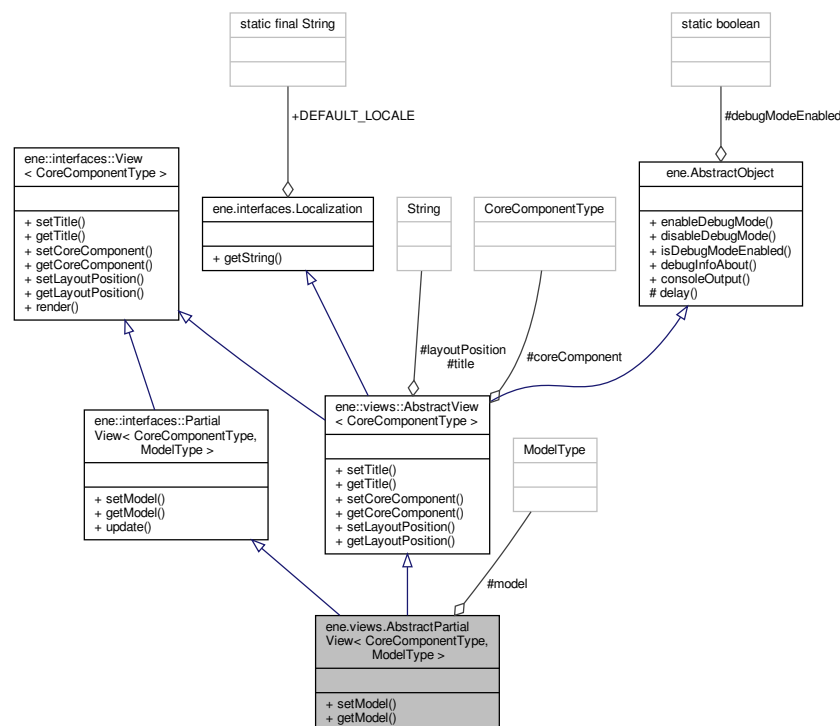 static final String
static boolean
+DEFAULT_LOCALE
#debugModeEnabled
ene::interfaces::View
< CoreComponentType >
+ setTitle()
+ getTitle()
+ setCoreComponent()
+ getCoreComponent()
+ setLayoutPosition()
+ getLayoutPosition()
+ render()
ene.interfaces.Localization
+ getString()
String
CoreComponentType
ene.AbstractObject
+ enableDebugMode()
+ disableDebugMode()
+ isDebugModeEnabled()
+ debugInfoAbout()
+ consoleOutput()
# delay()
#layoutPosition
#title
#coreComponent
ene::interfaces::Partial
View< CoreComponentType,
ModelType >
+ setModel()
+ getModel()
+ update()
ene::views::AbstractView
< CoreComponentType >
+ setTitle()
+ getTitle()
+ setCoreComponent()
+ getCoreComponent()
+ setLayoutPosition()
+ getLayoutPosition()
ModelType
#model
ene.views.AbstractPartial
View< CoreComponentType,
ModelType >
+ setModel()
+ getModel()